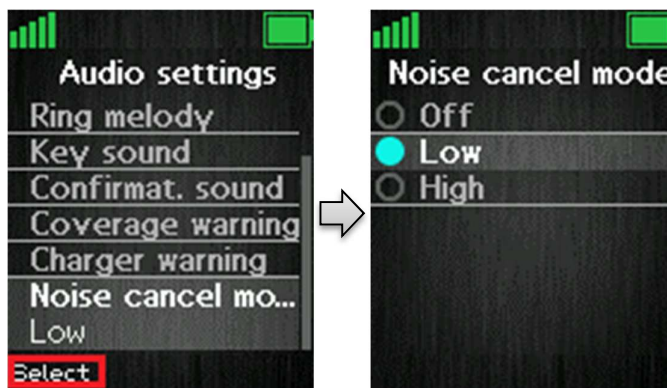 Audio settings
Ring melody
Key sound
Confirmat. sound
Coverage warning
Charger warning
Noise cancel mo...
Low
Select
Noise cancel mode
Off
Low
High